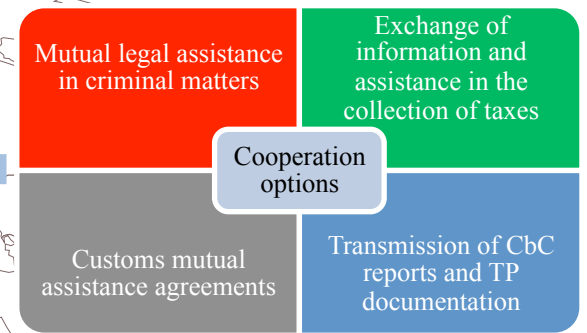 Mutual legal assistance
in criminal matters
Exchange of
information and
assistance in the
collection of taxes
Cooperation
options
Customs mutual
assistance agreements
Transmission of CbC
reports and TP
documentation